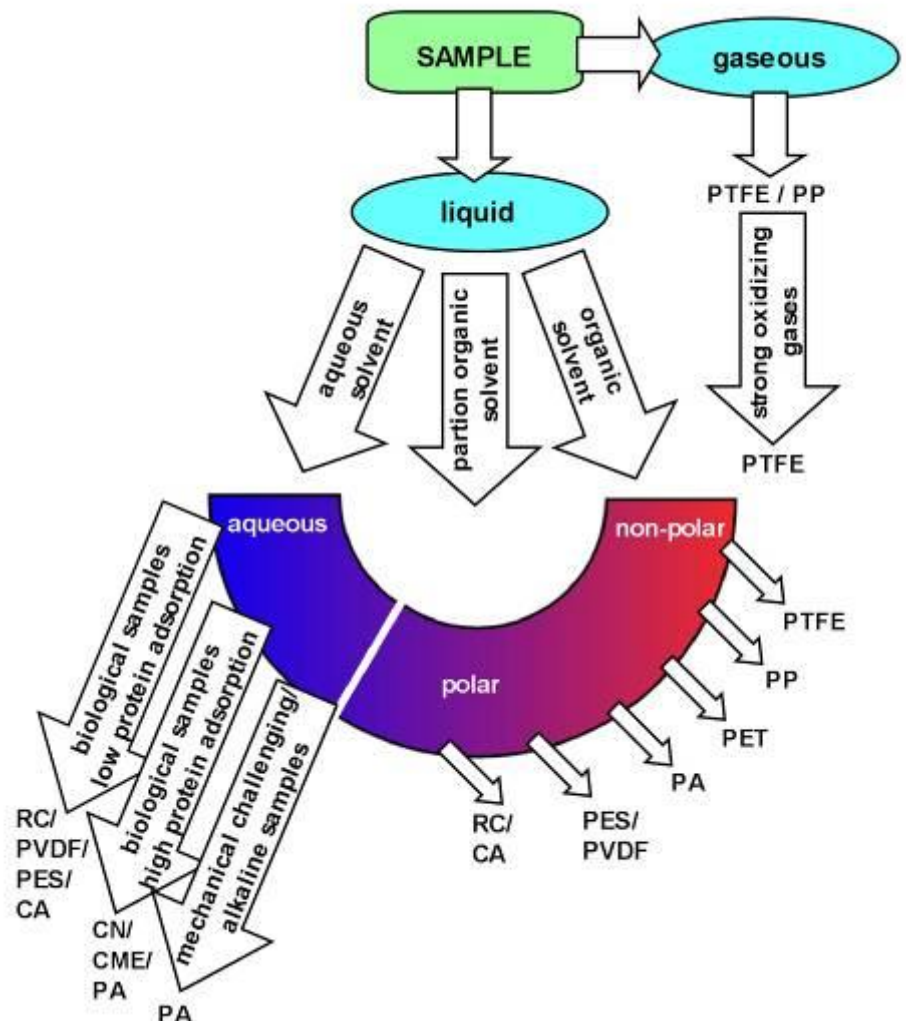 SAMPLE
gaseous
liquid
PTFE / PP
aqueous
solvent
partion organic
solvent
organic
solvent
strong oxidizing
gases
PTFE
aqueous
non-polar
polar
biological samples
low protein adsorption
biological samples
high protein adsorption
mechanical challenging/
alkaline samples
PTFE
PP
PET
PA
PES/
PVDF
RC/
CA
RC/
PVDF/
PES/
CA
CN/
CME/
PA
PA